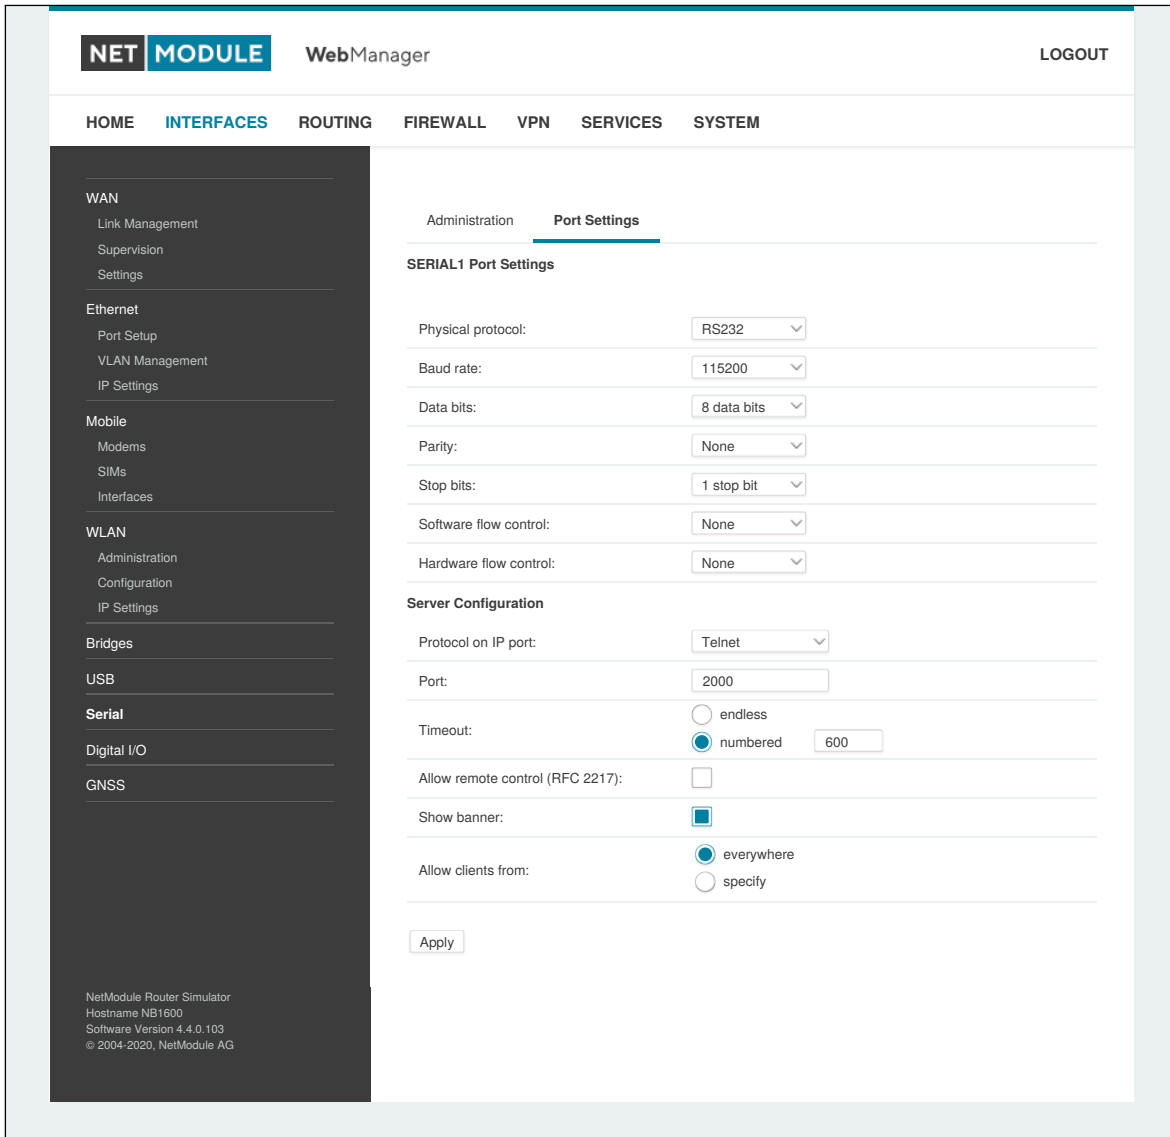 NET MODULE WebManager LOGOUT
HOME INTERFACES ROUTING FIREWALL VPN SERVICES SYSTEM
WAN
Link Management
Supervision
Settings
Ethernet
Port Setup
VLAN Management
IP Settings
Mobile
Modems
SIMs
Interfaces
WLAN
Administration
Configuration
IP Settings
Bridges
USB
Serial
Digital I/O
GNSS
NetModule Router Simulator
Hostname NB1600
Software Version 4.4.0.103
© 2004-2020, NetModule AG
Administration Port Settings
SERIAL1 Port Settings
Physical protocol: RS232
Baud rate: 115200
Data bits: 8 data bits
Parity: None
Stop bits: 1 stop bit
Software flow control: None
Hardware flow control: None
Server Configuration
Protocol on IP port: Telnet
Port: 2000
Timeout:
endless
numbered 600
Allow remote control (RFC 2217):
Show banner:
Allow clients from:
everywhere
specify
Apply